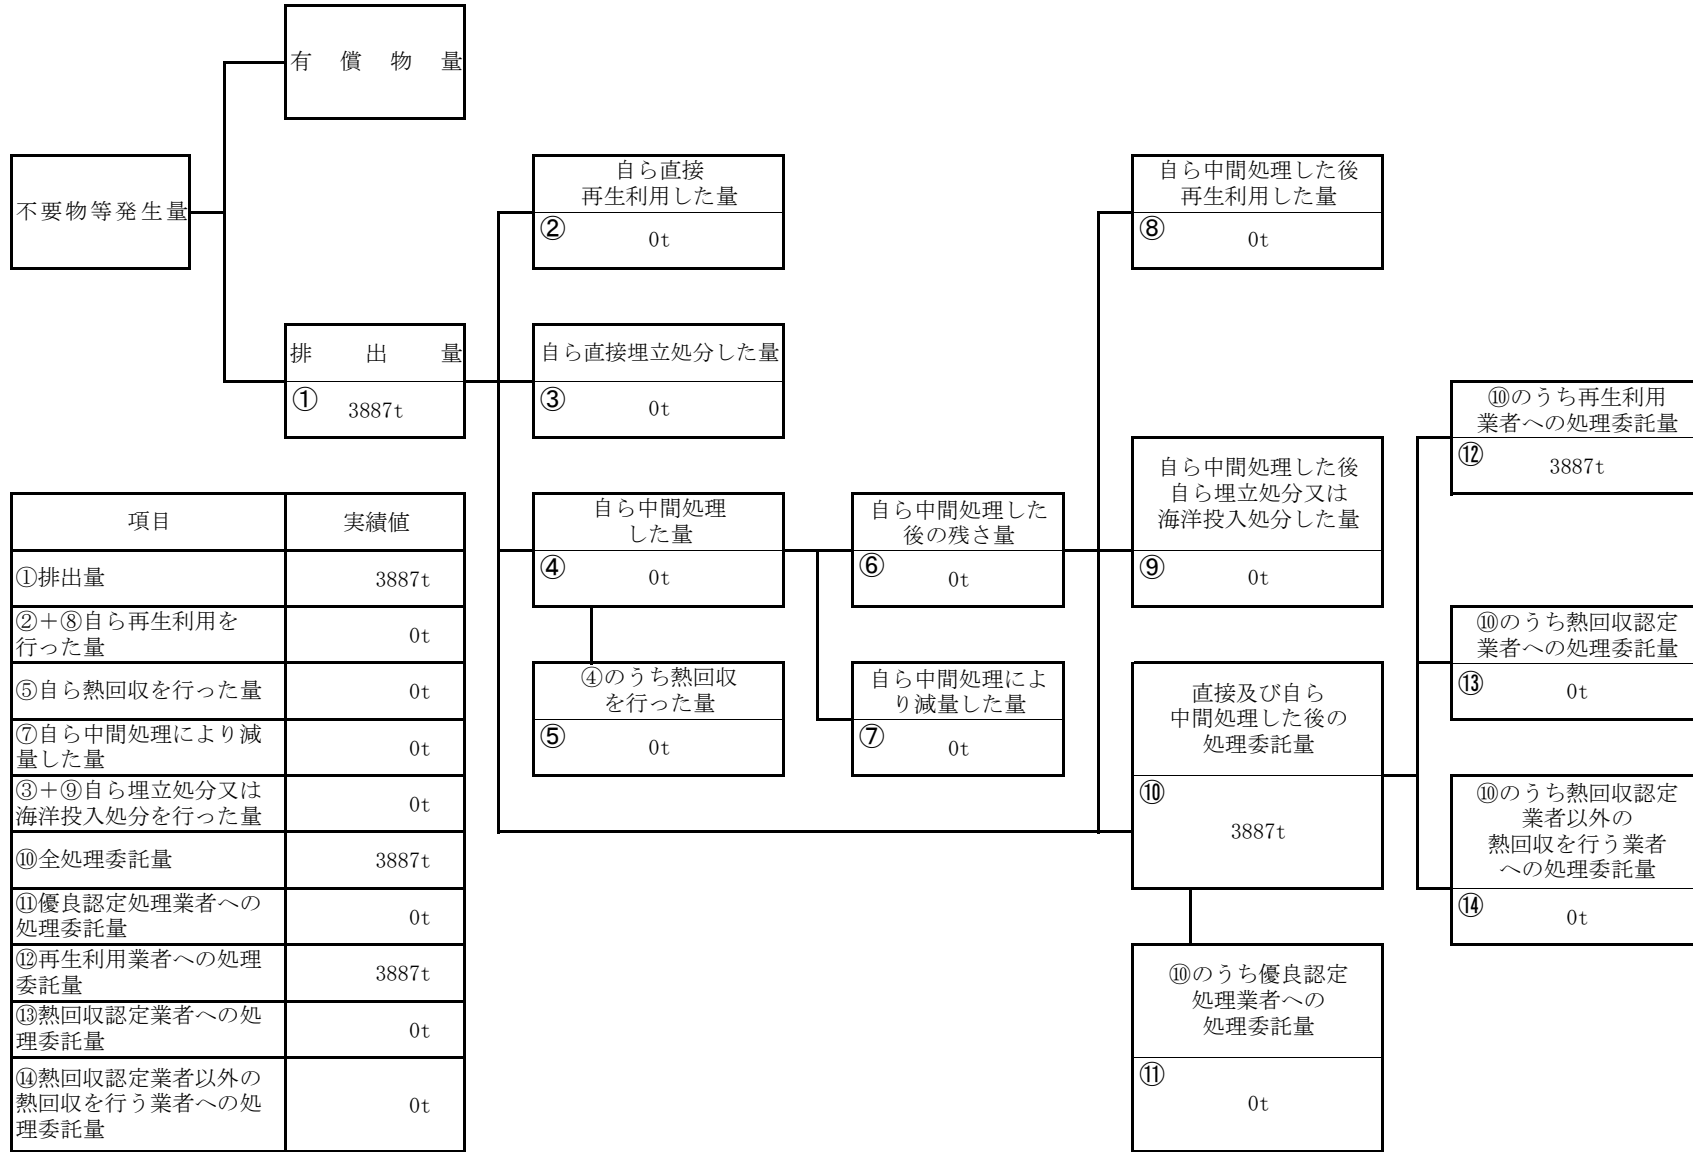 有償物量
不要物等発生量
排出量
①
3887t
自ら直接
再生利用した量
②
0t
自ら直接埋立処分した量
③
0t
自ら中間処理
した量
④
0t
④のうち熱回収
を行った量
⑤
0t
自ら中間処理した
後の残さ量
⑥
0t
自ら中間処理によ
り減量した量
⑦
0t
自ら中間処理した後
再生利用した量
⑧
0t
自ら中間処理した後
自ら埋立処分又は
海洋投入処分した量
⑨
0t
直接及び自ら
中間処理した後の
処理委託量
⑩
3887t
⑩のうち優良認定
処理業者への
処理委託量
⑪
0t
⑩のうち再生利用
業者への処理委託量
⑫
3887t
⑩のうち熱回収認定
業者への処理委託量
⑬
0t
⑩のうち熱回収認定
業者以外の
熱回収を行う業者
への処理委託量
⑭
0t
項目 実績値
①排出量 3887t
②+⑧自ら再生利用を
行った量 0t
⑤自ら熱回収を行った量 0t
⑦自ら中間処理により減
量した量 0t
③+⑨自ら埋立処分又は
海洋投入処分を行った量 0t
⑩全処理委託量 3887t
⑪優良認定処理業者への
処理委託量 0t
⑫再生利用業者への処理
委託量 3887t
⑬熱回収認定業者への処
理委託量 0t
⑭熱回収認定業者以外の
熱回収を行う業者への処
理委託量 0t